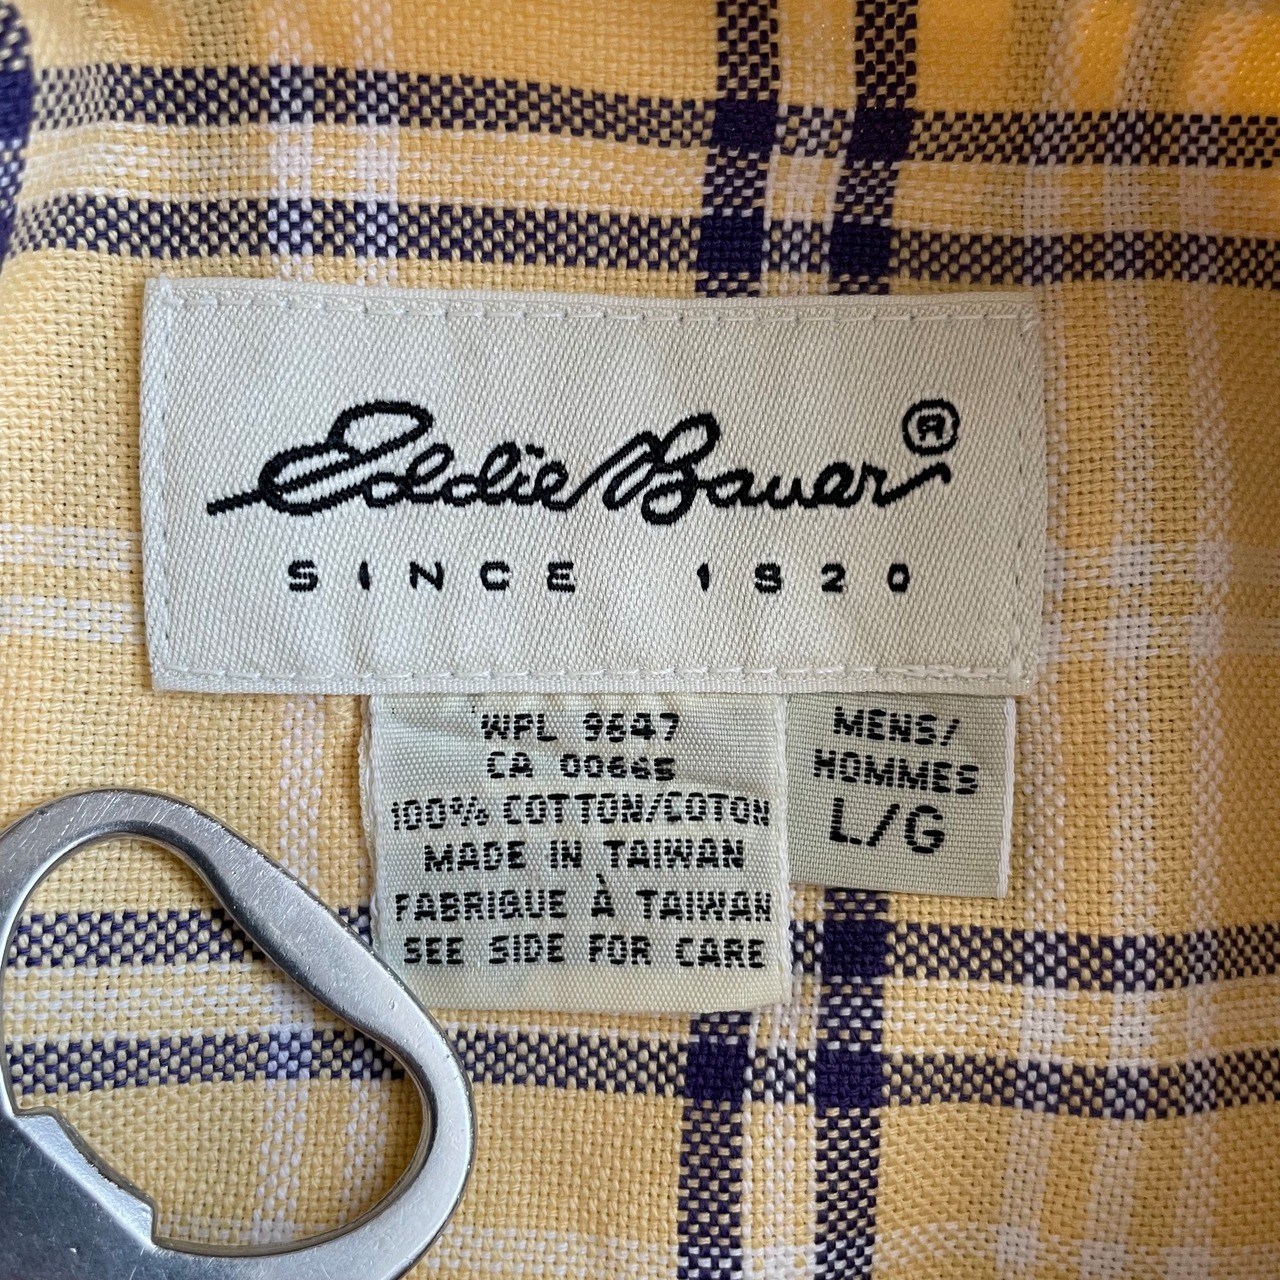 Eddie Bauer®
SINCE 1920
WPL 9647
CA 00665
100% COTTON/COTON
MADE IN TAIWAN
FABRIQUE À TAIWAN
SEE SIDE FOR CARE
MENS/
HOMMES
L/G